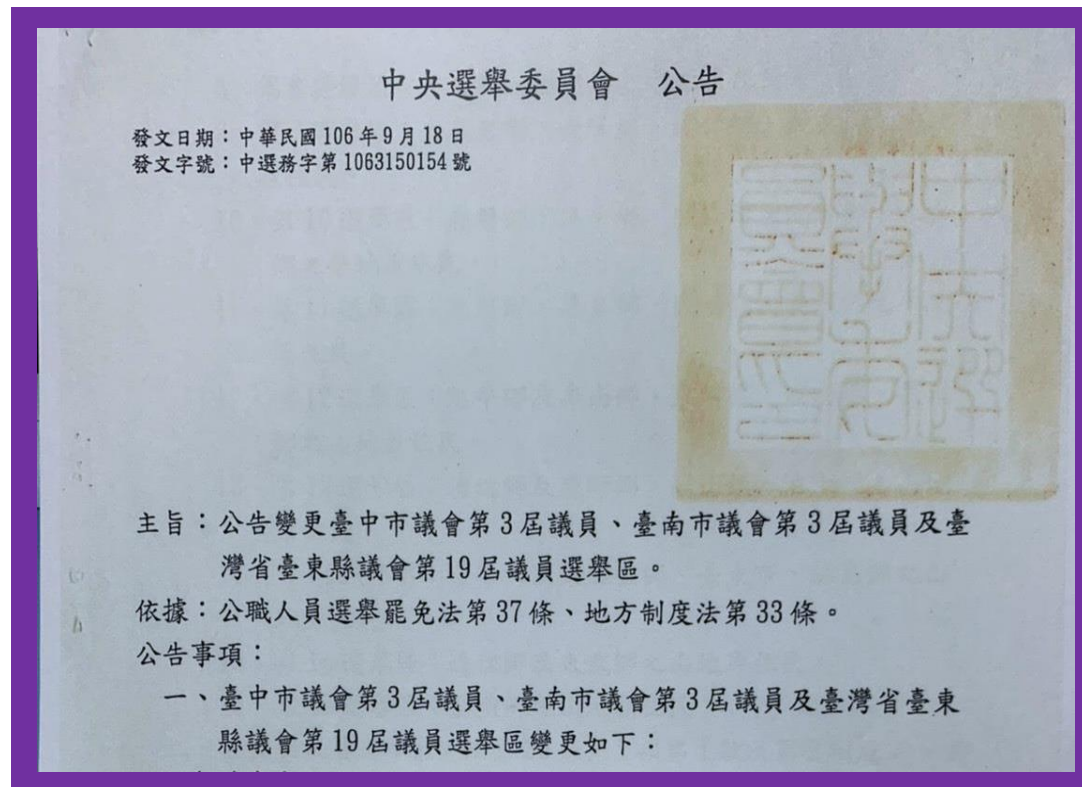 中央選舉委員會 公告
發文日期：中華民國106年9月18日
發文字號：中選務字第1063150154號
主旨：公告變更臺中市議會第3屆議員、臺南市議會第3屆議員及臺
灣省臺東縣議會第19屆議員選舉區。
依據：公職人員選舉罷免法第37條、地方制度法第33條。
公告事項：
一、臺中市議會第3屆議員、臺南市議會第3屆議員及臺灣省臺東
縣議會第19屆議員選舉區變更如下：